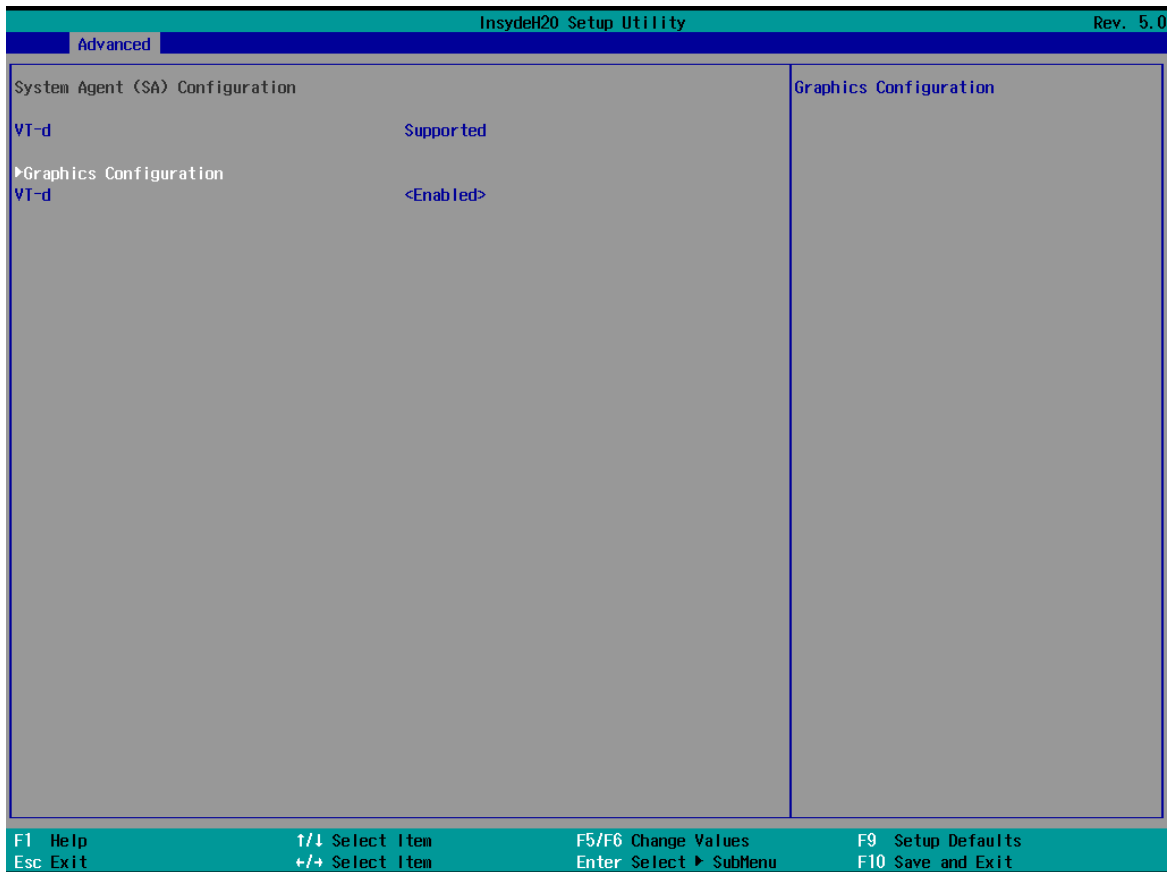 InsydeH20 Setup Utility Rev. 5.0
Advanced
System Agent (SA) Configuration Graphics Configuration
VT-d Supported
▶Graphics Configuration
VT-d <Enabled>
F1 Help ↑/↓ Select Item F5/F6 Change Values F9 Setup Defaults
Esc Exit ←/→ Select Item Enter Select ▶ SubMenu F10 Save and Exit